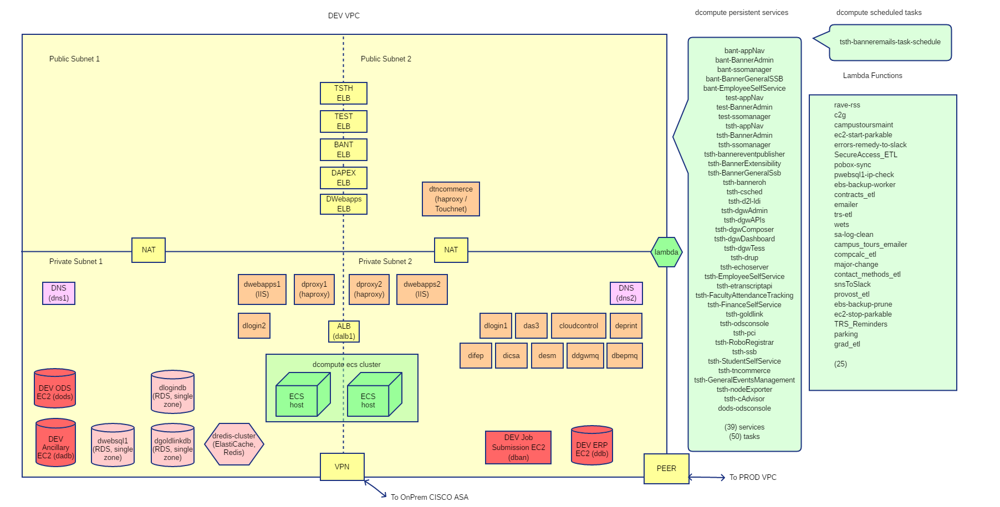 DEV VPC
dcompute persistent services
dcompute scheduled tasks
tsth-banneremails-task-schedule
Public Subnet 1
Public Subnet 2
TSTH
ELB
TEST
ELB
BANT
ELB
DAPEX
ELB
DWebapps
ELB
dtncommerce
(haproxy /
Touchnet)
NAT
NAT
lambda
Private Subnet 1
Private Subnet 2
DNS
(dns1)
dwebapps1
(IIS)
dproxy1
(haproxy)
dproxy2
(haproxy)
dwebapps2
(IIS)
DNS
(dns2)
dlogin2
ALB
(dalb1)
dlogin1
das3
cloudcontrol
deprint
difep
dicsa
desm
ddgwmq
dbepmq
dcompute ecs cluster
ECS
host
ECS
host
DEV ODS
EC2 (dods)
dlogindb
(RDS, single
zone)
DEV
Ancillary
EC2 (dadb)
dwebsql1
(RDS, single
zone)
dgoldlinkdb
(RDS, single
zone)
dredis-cluster
(ElastiCache,
Redis)
DEV Job
Submission EC2
(dban)
DEV ERP
EC2 (ddb)
VPN
PEER
To PROD VPC
To OnPrem CISCO ASA
bant-appNav
bant-BannerAdmin
bant-ssomanager
bant-BannerGeneralSSB
bant-EmployeeSelfService
test-appNav
test-BannerAdmin
test-ssomanager
tsth-appNav
tsth-BannerAdmin
tsth-ssomanager
tsth-bannereventpublisher
tsth-BannerExtensibility
tsth-BannerGeneralSsb
tsth-banneroh
tsth-csched
tsth-d2l-ldi
tsth-dgwAdmin
tsth-dgwAPIs
tsth-dgwComposer
tsth-dgwDashboard
tsth-dgwTess
tsth-drup
tsth-echoserver
tsth-EmployeeSelfService
tsth-etranscriptapi
tsth-FacultyAttendanceTracking
tsth-FinanceSelfService
tsth-goldlink
tsth-odsconsole
tsth-pci
tsth-RoboRegistrar
tsth-ssb
tsth-StudentSelfService
tsth-tncommerce
tsth-GeneralEventsManagement
tsth-nodeExporter
tsth-cAdvisor
dods-odsconsole
(39) services
(50) tasks
Lambda Functions
rave-rss
c2g
campustoursmaint
ec2-start-parkable
errors-remedy-to-slack
SecureAccess_ETL
pobox-sync
pwebsql1-ip-check
ebs-backup-worker
contracts_etl
emailer
trs-etl
wets
sa-log-clean
campus_tours_emailer
compcalc_etl
major-change
contact_methods_etl
snsToSlack
provost_etl
ebs-backup-prune
ec2-stop-parkable
TRS_Reminders
parking
grad_etl
(25)